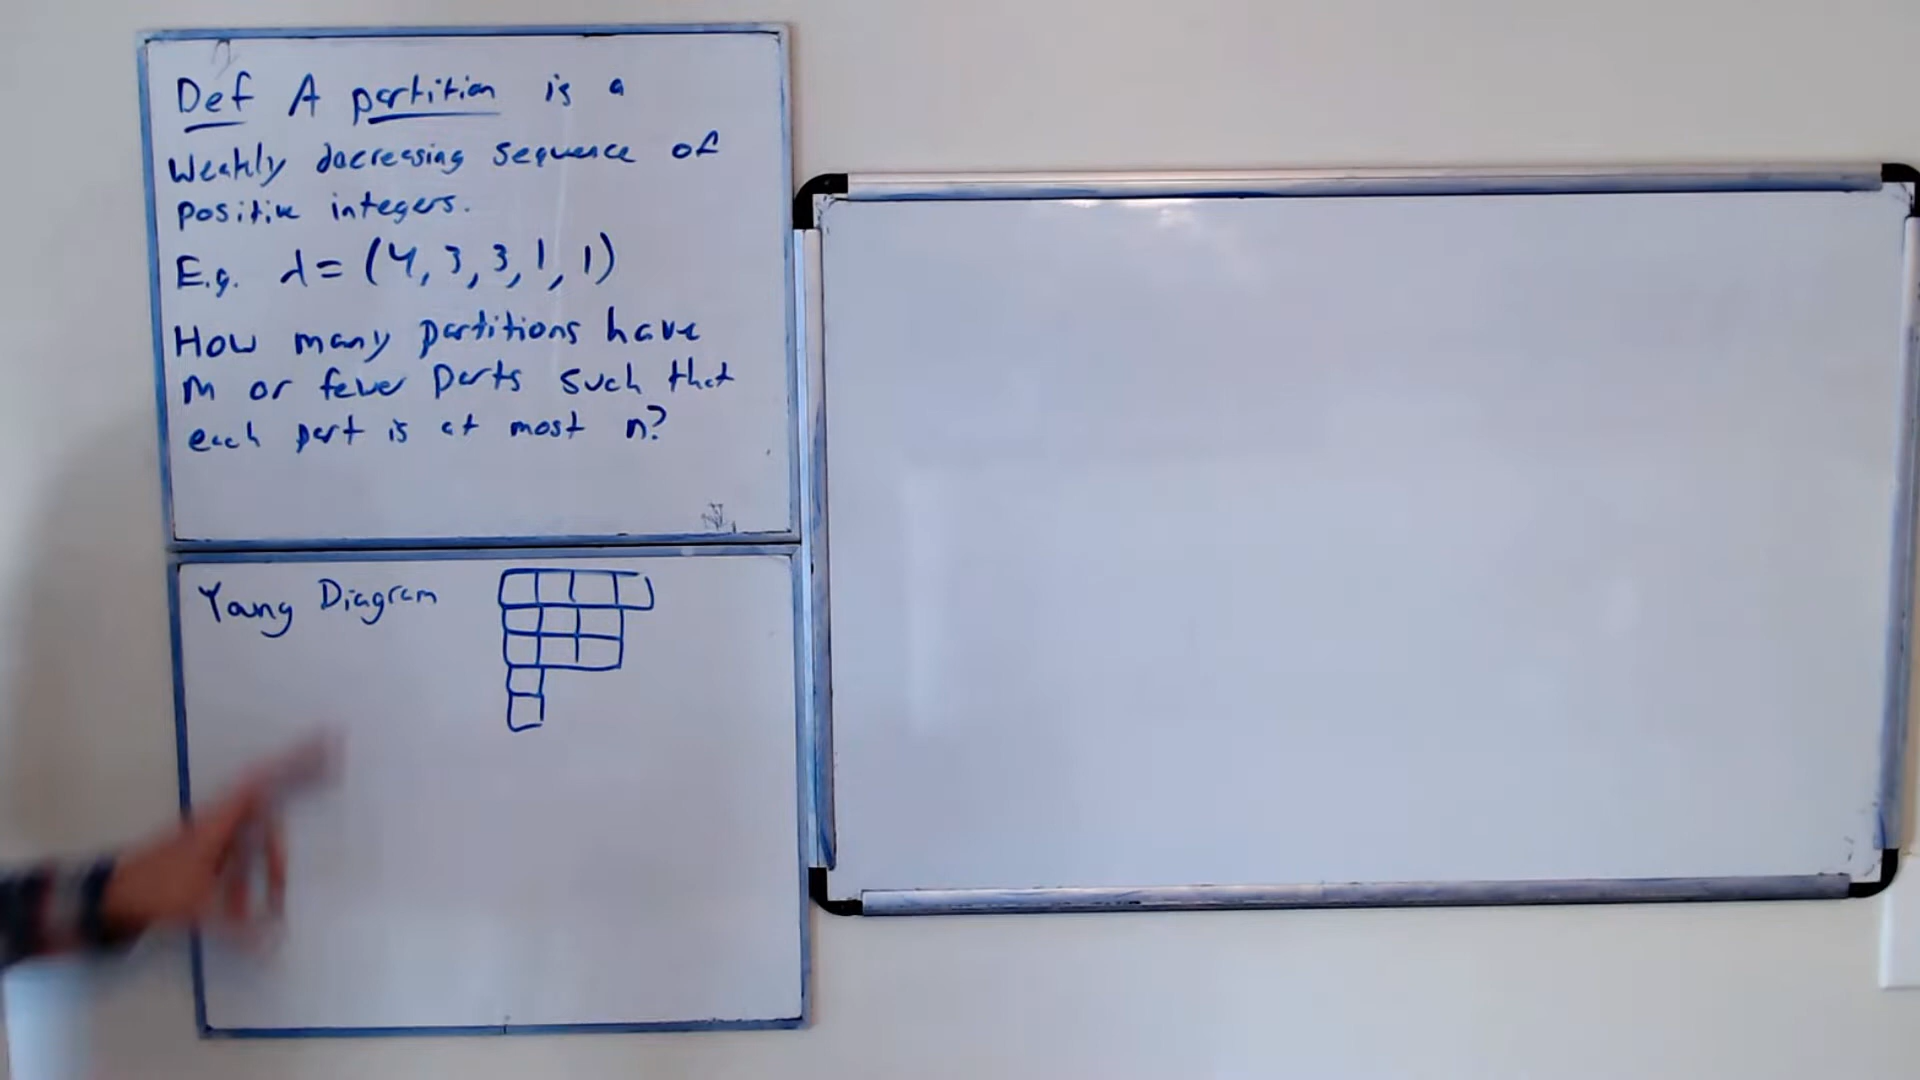 Def A partition is a
Weakly decreasing sequence of
positive integers.
E.g. λ = (4, 3, 3, 1, 1)
How many partitions have
m or fewer parts such that
each part is at most n?
Young Diagram